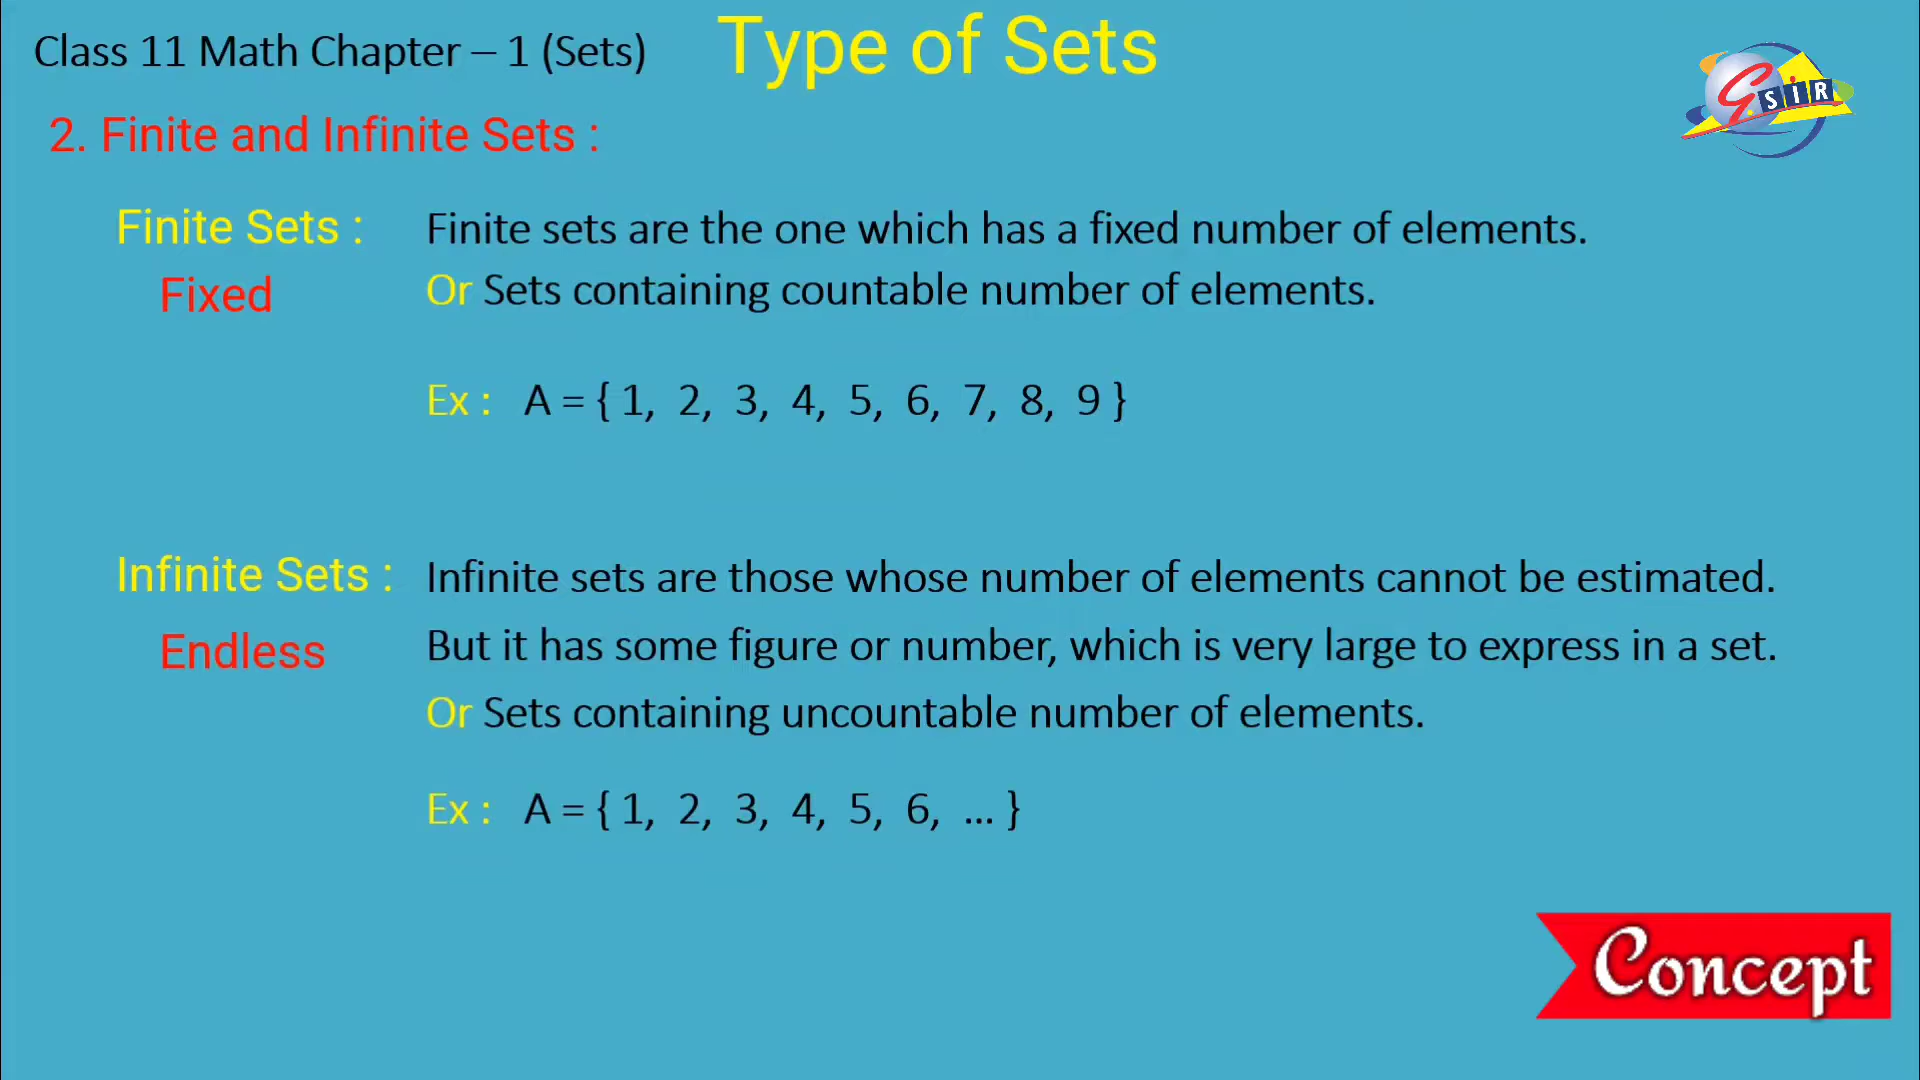 Class 11 Math Chapter – 1 (Sets)
Type of Sets
G SiR
2. Finite and Infinite Sets :
Finite Sets : Finite sets are the one which has a fixed number of elements.
Fixed Or Sets containing countable number of elements.
Ex : A = { 1, 2, 3, 4, 5, 6, 7, 8, 9 }
Infinite Sets : Infinite sets are those whose number of elements cannot be estimated.
Endless But it has some figure or number, which is very large to express in a set.
Or Sets containing uncountable number of elements.
Ex : A = { 1, 2, 3, 4, 5, 6, ... }
Concept